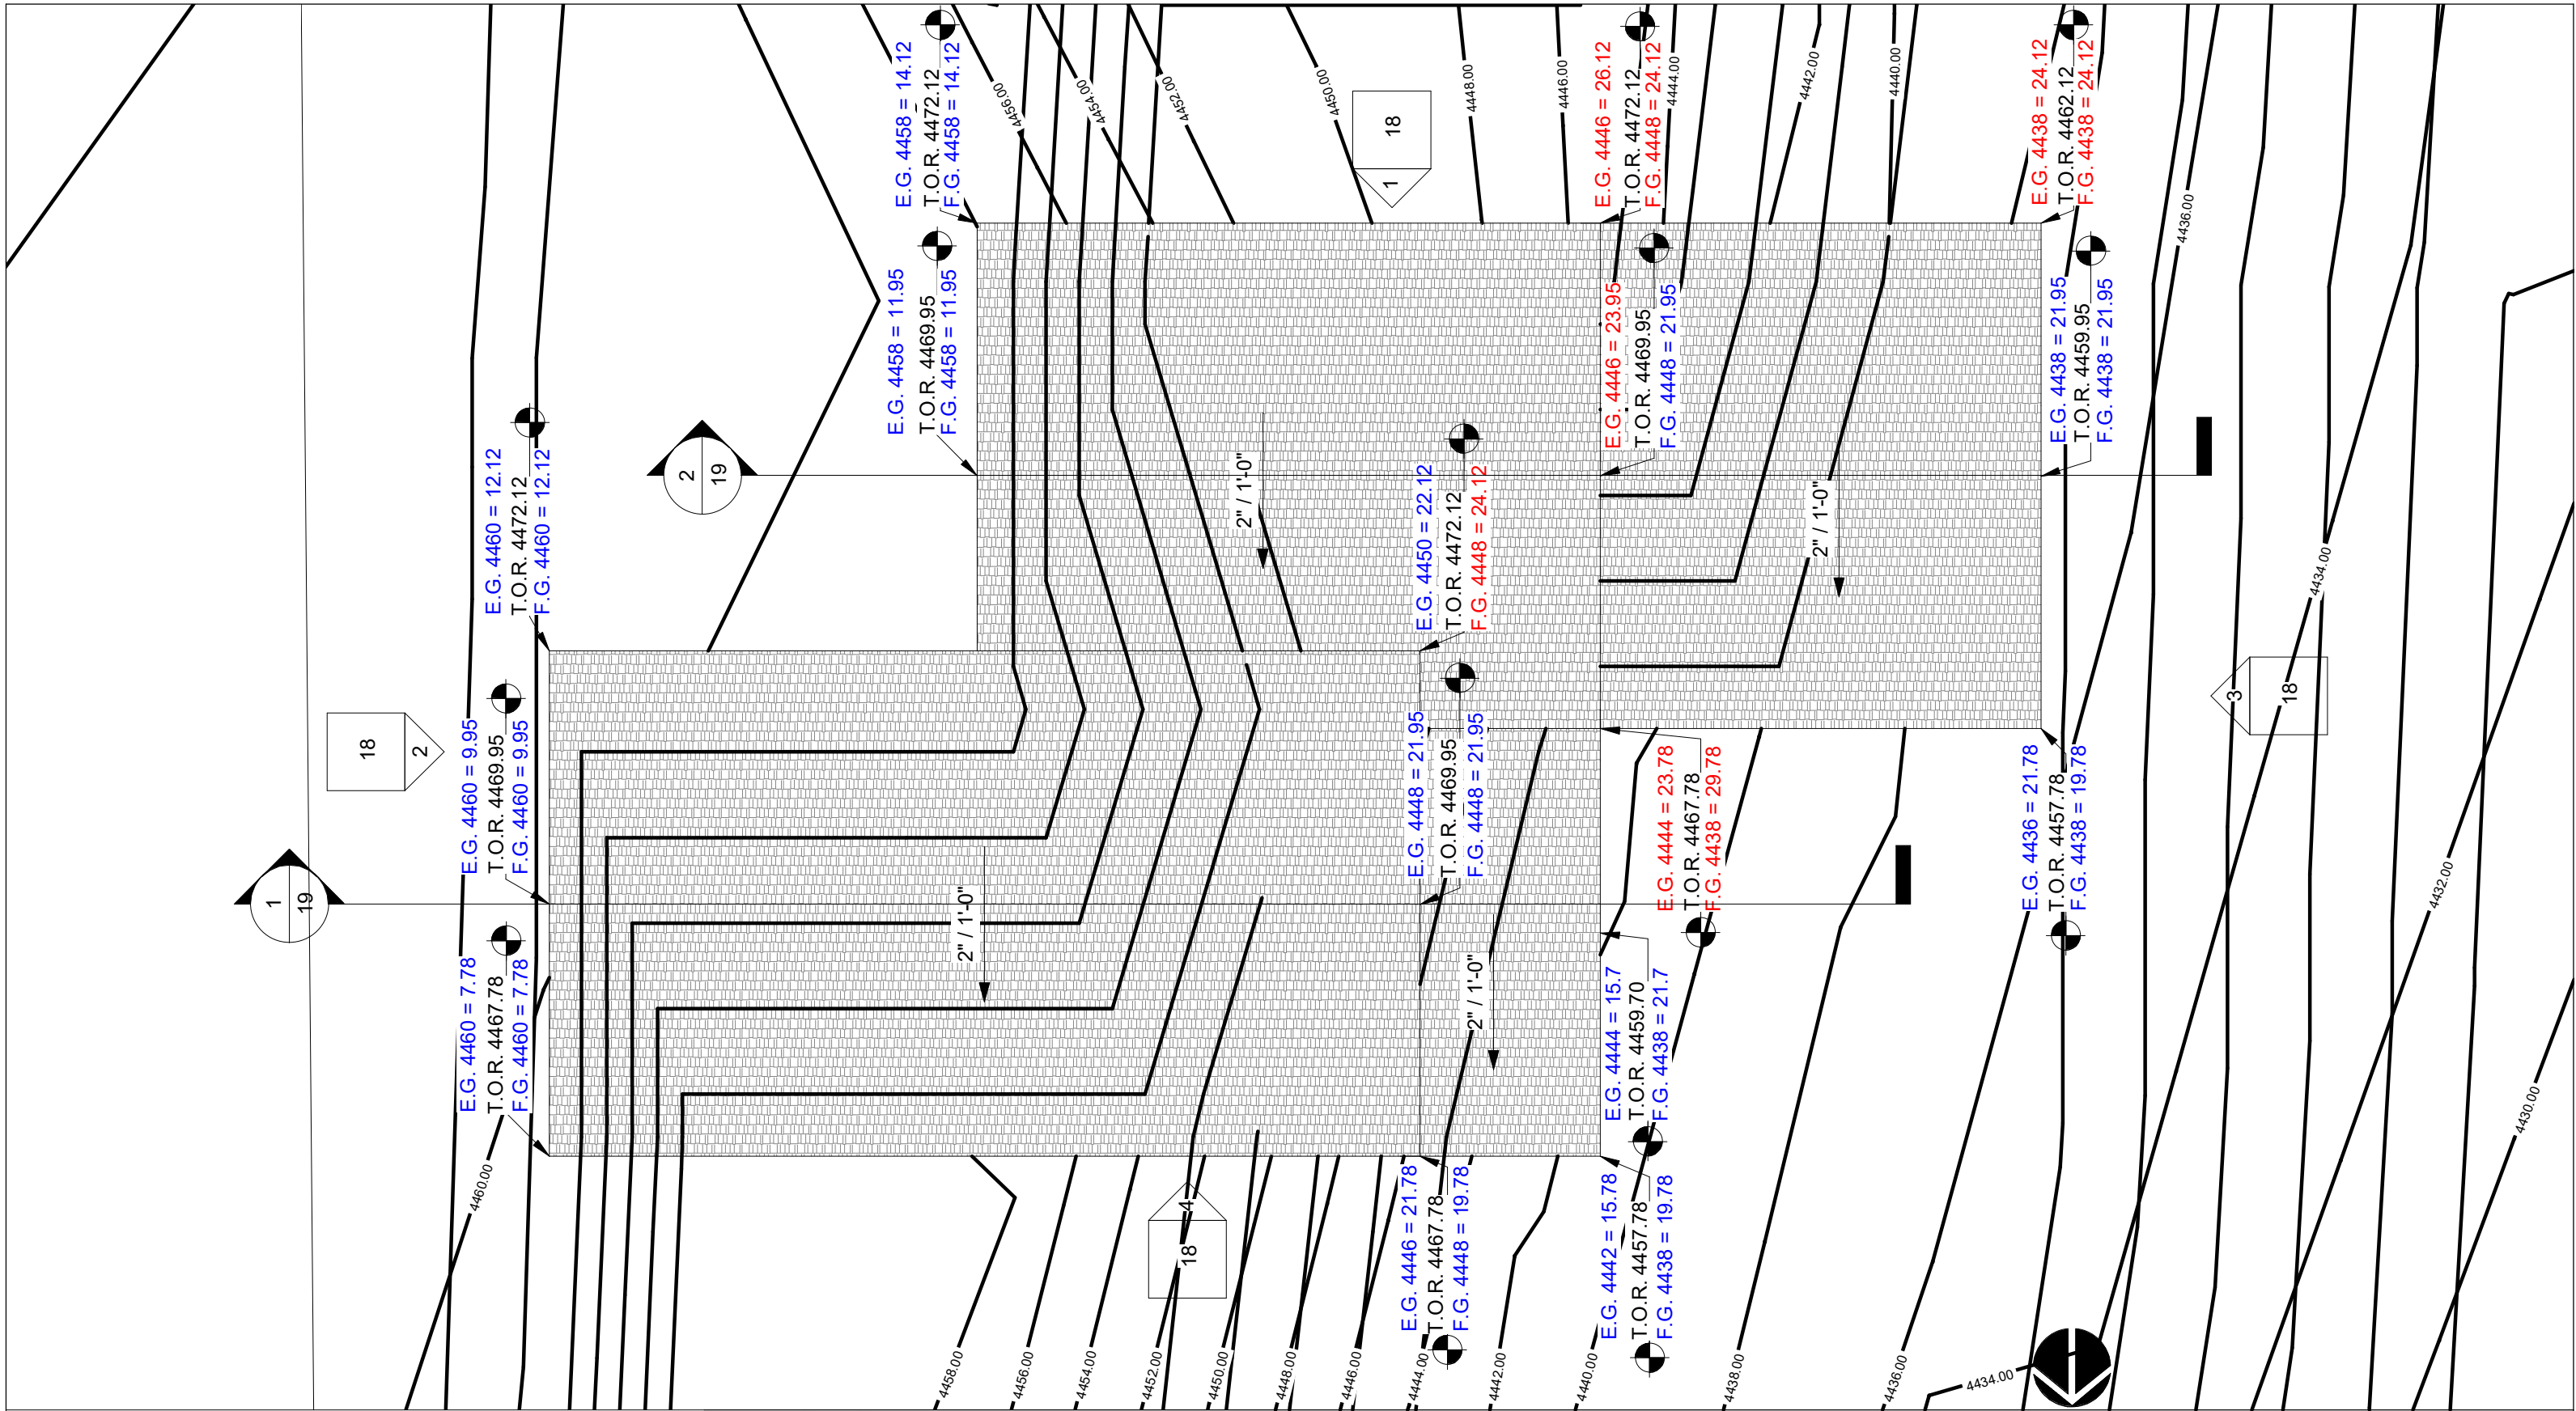 E.G. 4458 = 14.12
T.O.R. 4472.12
F.G. 4458 = 14.12
4456.00
4454.00
4452.00
4450.00
4448.00
4446.00
E.G. 4446 = 26.12
T.O.R. 4472.12
F.G. 4448 = 24.12
4444.00
4442.00
4440.00
E.G. 4438 = 24.12
T.O.R. 4462.12
F.G. 4438 = 24.12
18
1
4436.00
E.G. 4458 = 11.95
T.O.R. 4469.95
F.G. 4458 = 11.95
E.G. 4446 = 23.95
T.O.R. 4469.95
F.G. 4448 = 21.95
E.G. 4438 = 21.95
T.O.R. 4459.95
F.G. 4438 = 21.95
E.G. 4460 = 12.12
T.O.R. 4472.12
F.G. 4460 = 12.12
2
19
2" / 1'-0"
E.G. 4450 = 22.12
T.O.R. 4472.12
F.G. 4448 = 24.12
2" / 1'-0"
4434.00
18
2
E.G. 4460 = 9.95
T.O.R. 4469.95
F.G. 4460 = 9.95
E.G. 4448 = 21.95
T.O.R. 4469.95
F.G. 4448 = 21.95
E.G. 4444 = 23.78
T.O.R. 4467.78
F.G. 4438 = 29.78
E.G. 4436 = 21.78
T.O.R. 4457.78
F.G. 4438 = 19.78
3
18
1
19
4432.00
E.G. 4460 = 7.78
T.O.R. 4467.78
F.G. 4460 = 7.78
2" / 1'-0"
2" / 1'-0"
E.G. 4444 = 15.7
T.O.R. 4459.70
F.G. 4438 = 21.7
4430.00
4460.00
4
18
E.G. 4446 = 21.78
T.O.R. 4467.78
F.G. 4448 = 19.78
E.G. 4442 = 15.78
T.O.R. 4457.78
F.G. 4438 = 19.78
4458.00
4456.00
4454.00
4452.00
4450.00
4448.00
4446.00
4444.00
4442.00
4440.00
4438.00
4436.00
4434.00